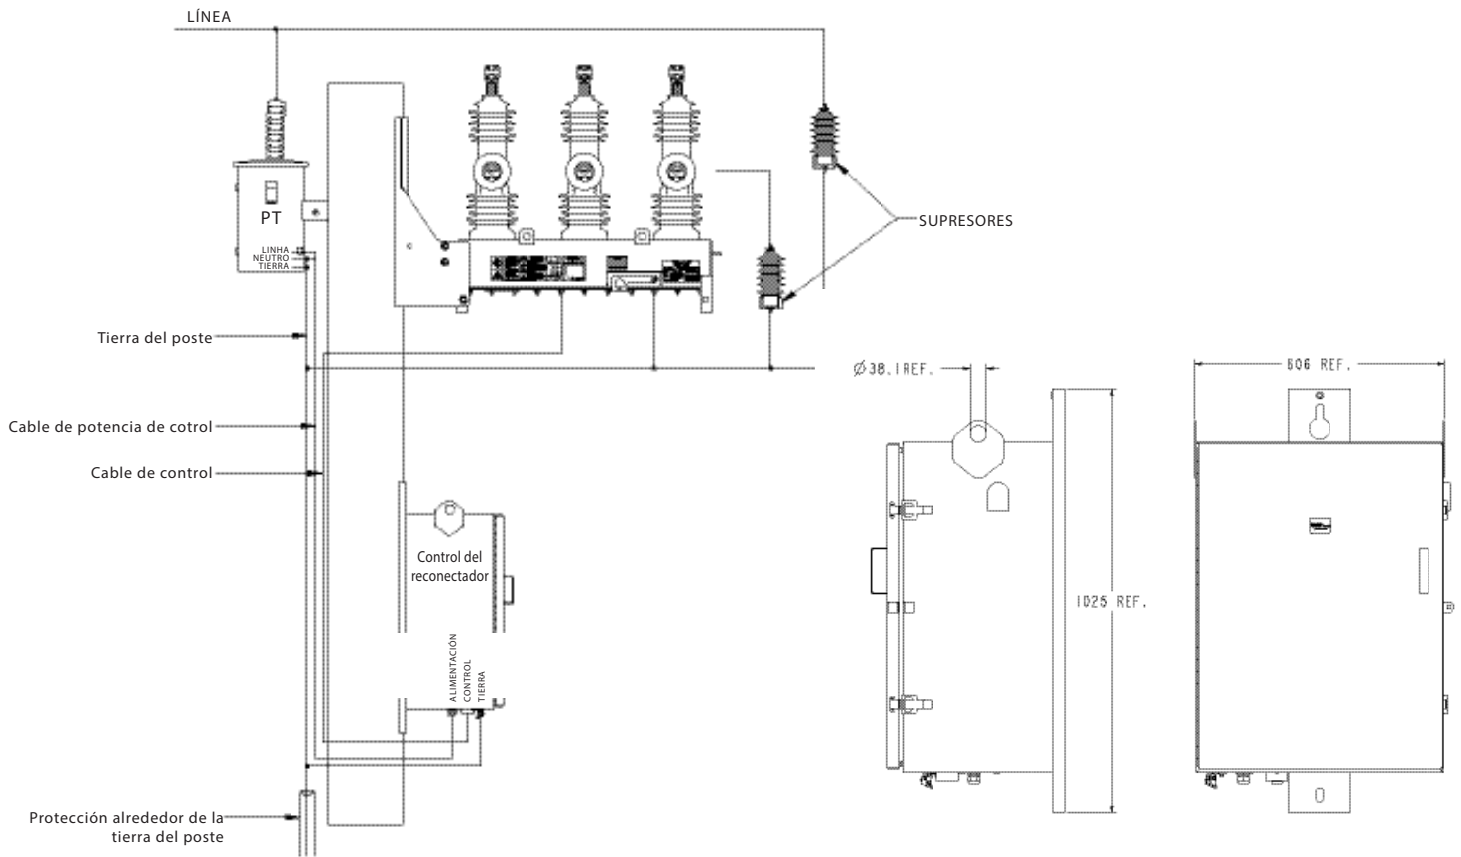 LÍNEA
PT
LINHA
NEUTRO
TIERRA
SUPRESORES
Tierra del poste
Cable de potencia de cotrol
Cable de control
Control del
reconectador
ALIMENTACIÓN
CONTROL
TIERRA
Protección alrededor de la
tierra del poste
Ø38.1REF.
1025 REF.
606 REF.